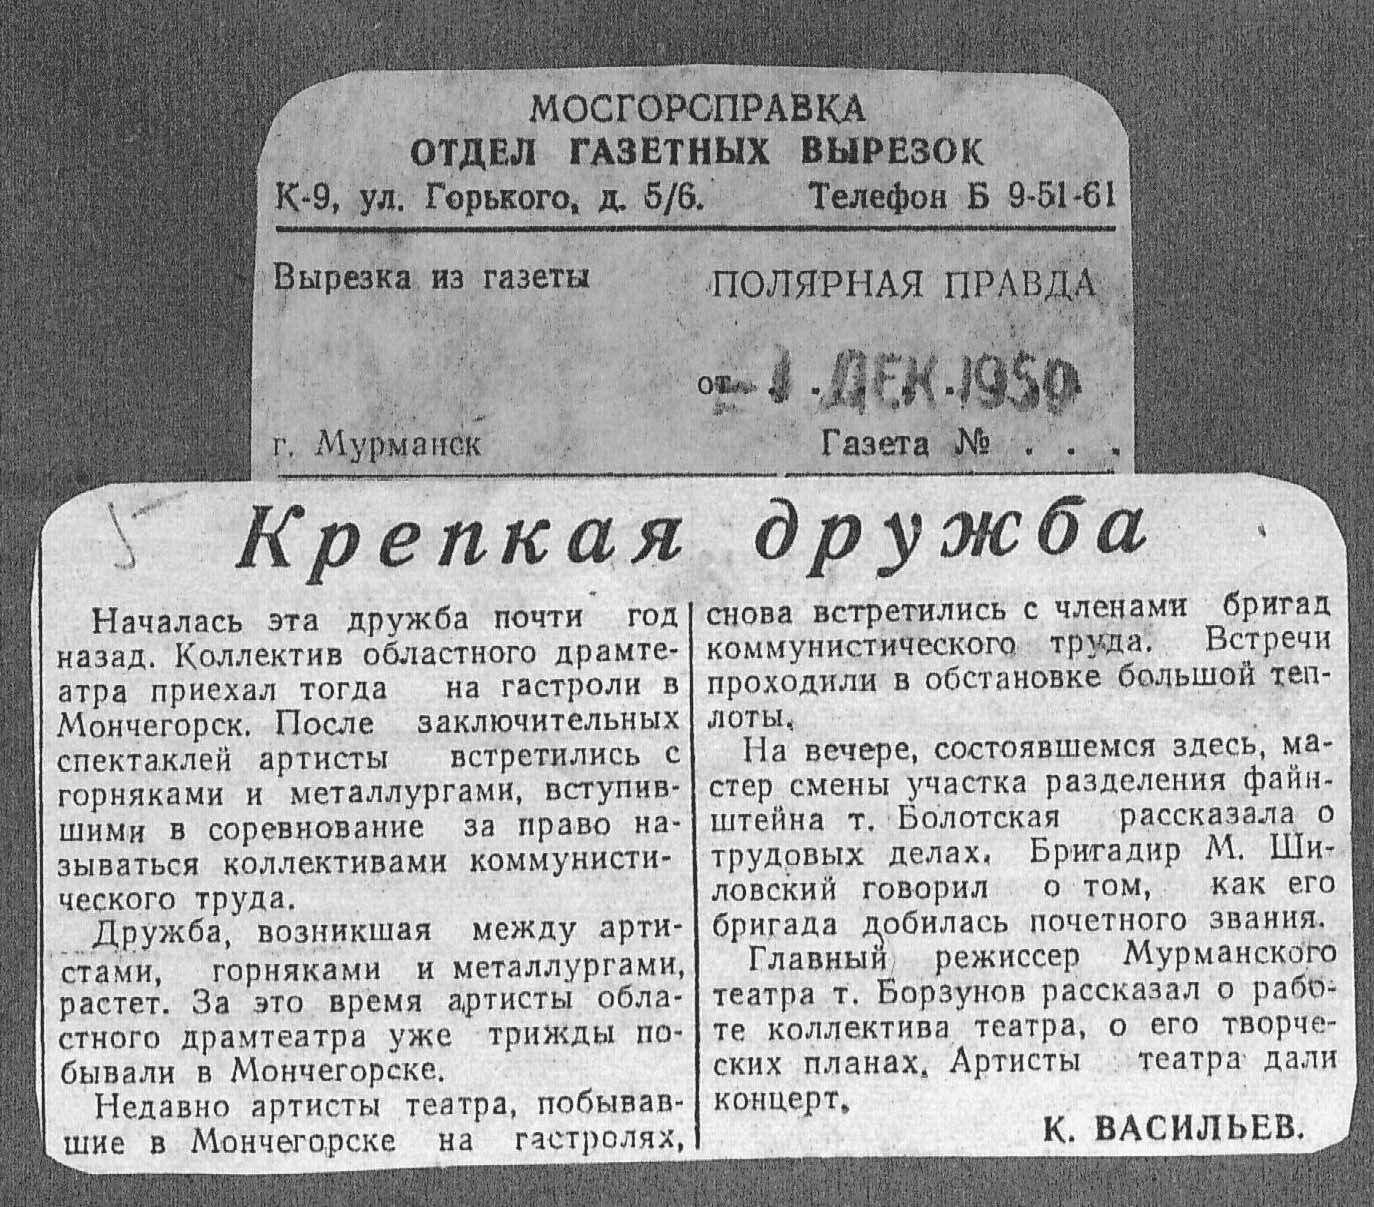 МОСГОРСПРАВКА
ОТДЕЛ ГАЗЕТНЫХ ВЫРЕЗОК
К-9, ул. Горького, д. 5/6. Телефон Б 9-51-61
Вырезка из газеты ПОЛЯРНАЯ ПРАВДА
от -1. ДЕК. 1950
г. Мурманск Газета № . . .
Крепкая дружба
Началась эта дружба почти год
назад. Коллектив областного драмте-
атра приехал тогда на гастроли в
Мончегорск. После заключительных
спектаклей артисты встретились с
горняками и металлургами, вступив-
шими в соревнование за право на-
зываться коллективами коммунисти-
ческого труда.
Дружба, возникшая между арти-
стами, горняками и металлургами,
растет. За это время артисты обла-
стного драмтеатра уже трижды по-
бывали в Мончегорске.
Недавно артисты театра, побывав-
шие в Мончегорске на гастролях,
снова встретились с членами бригад
коммунистического труда. Встречи
проходили в обстановке большой теп-
лоты.
На вечере, состоявшемся здесь, ма-
стер смены участка разделения файн-
штейна т. Болотская рассказала о
трудовых делах. Бригадир М. Ши-
ловский говорил о том, как его
бригада добилась почетного звания.
Главный режиссер Мурманского
театра т. Борзунов рассказал о рабо-
те коллектива театра, о его творче-
ских планах. Артисты театра дали
концерт.
К. ВАСИЛЬЕВ.